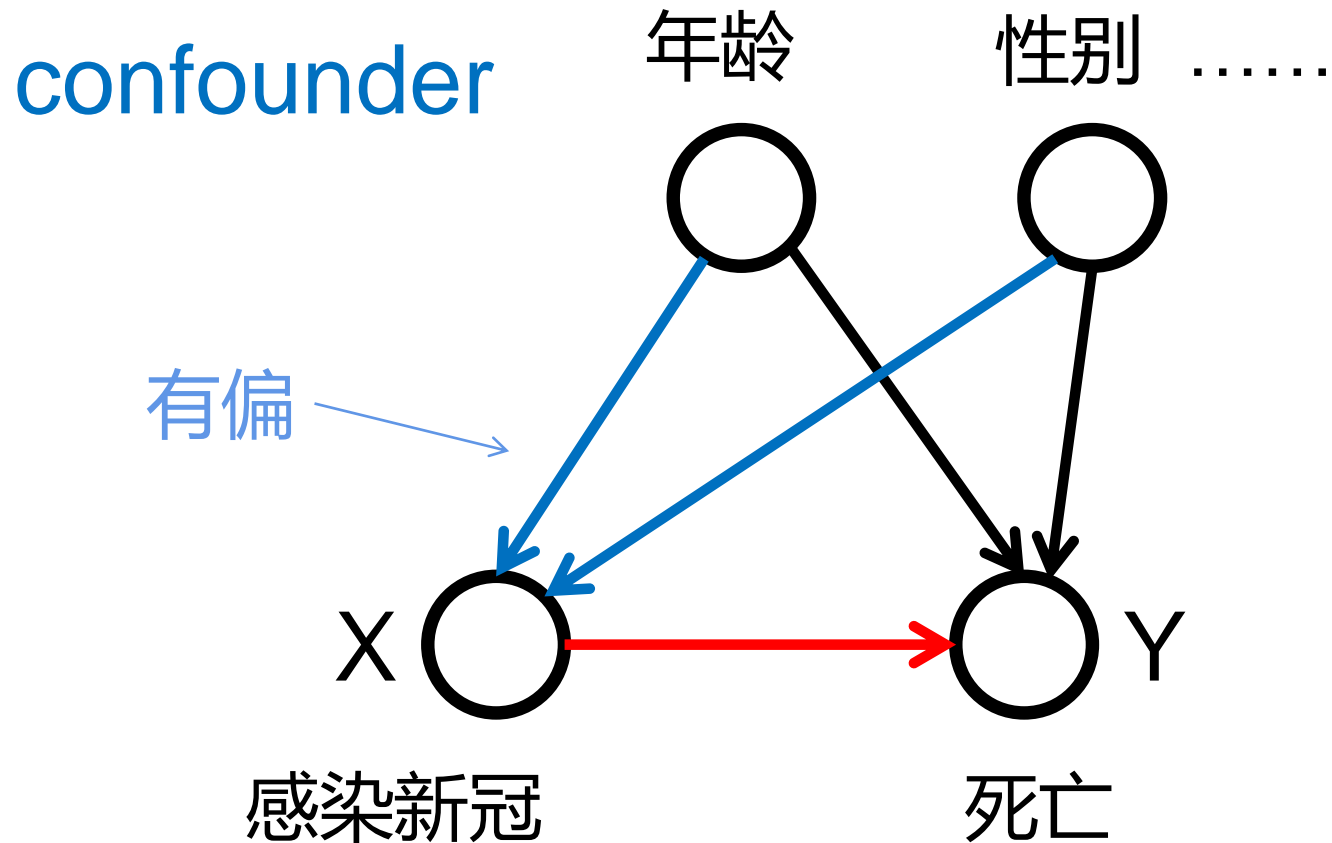 confounder
年龄
性别 ……
有偏
X
Y
感染新冠
死亡